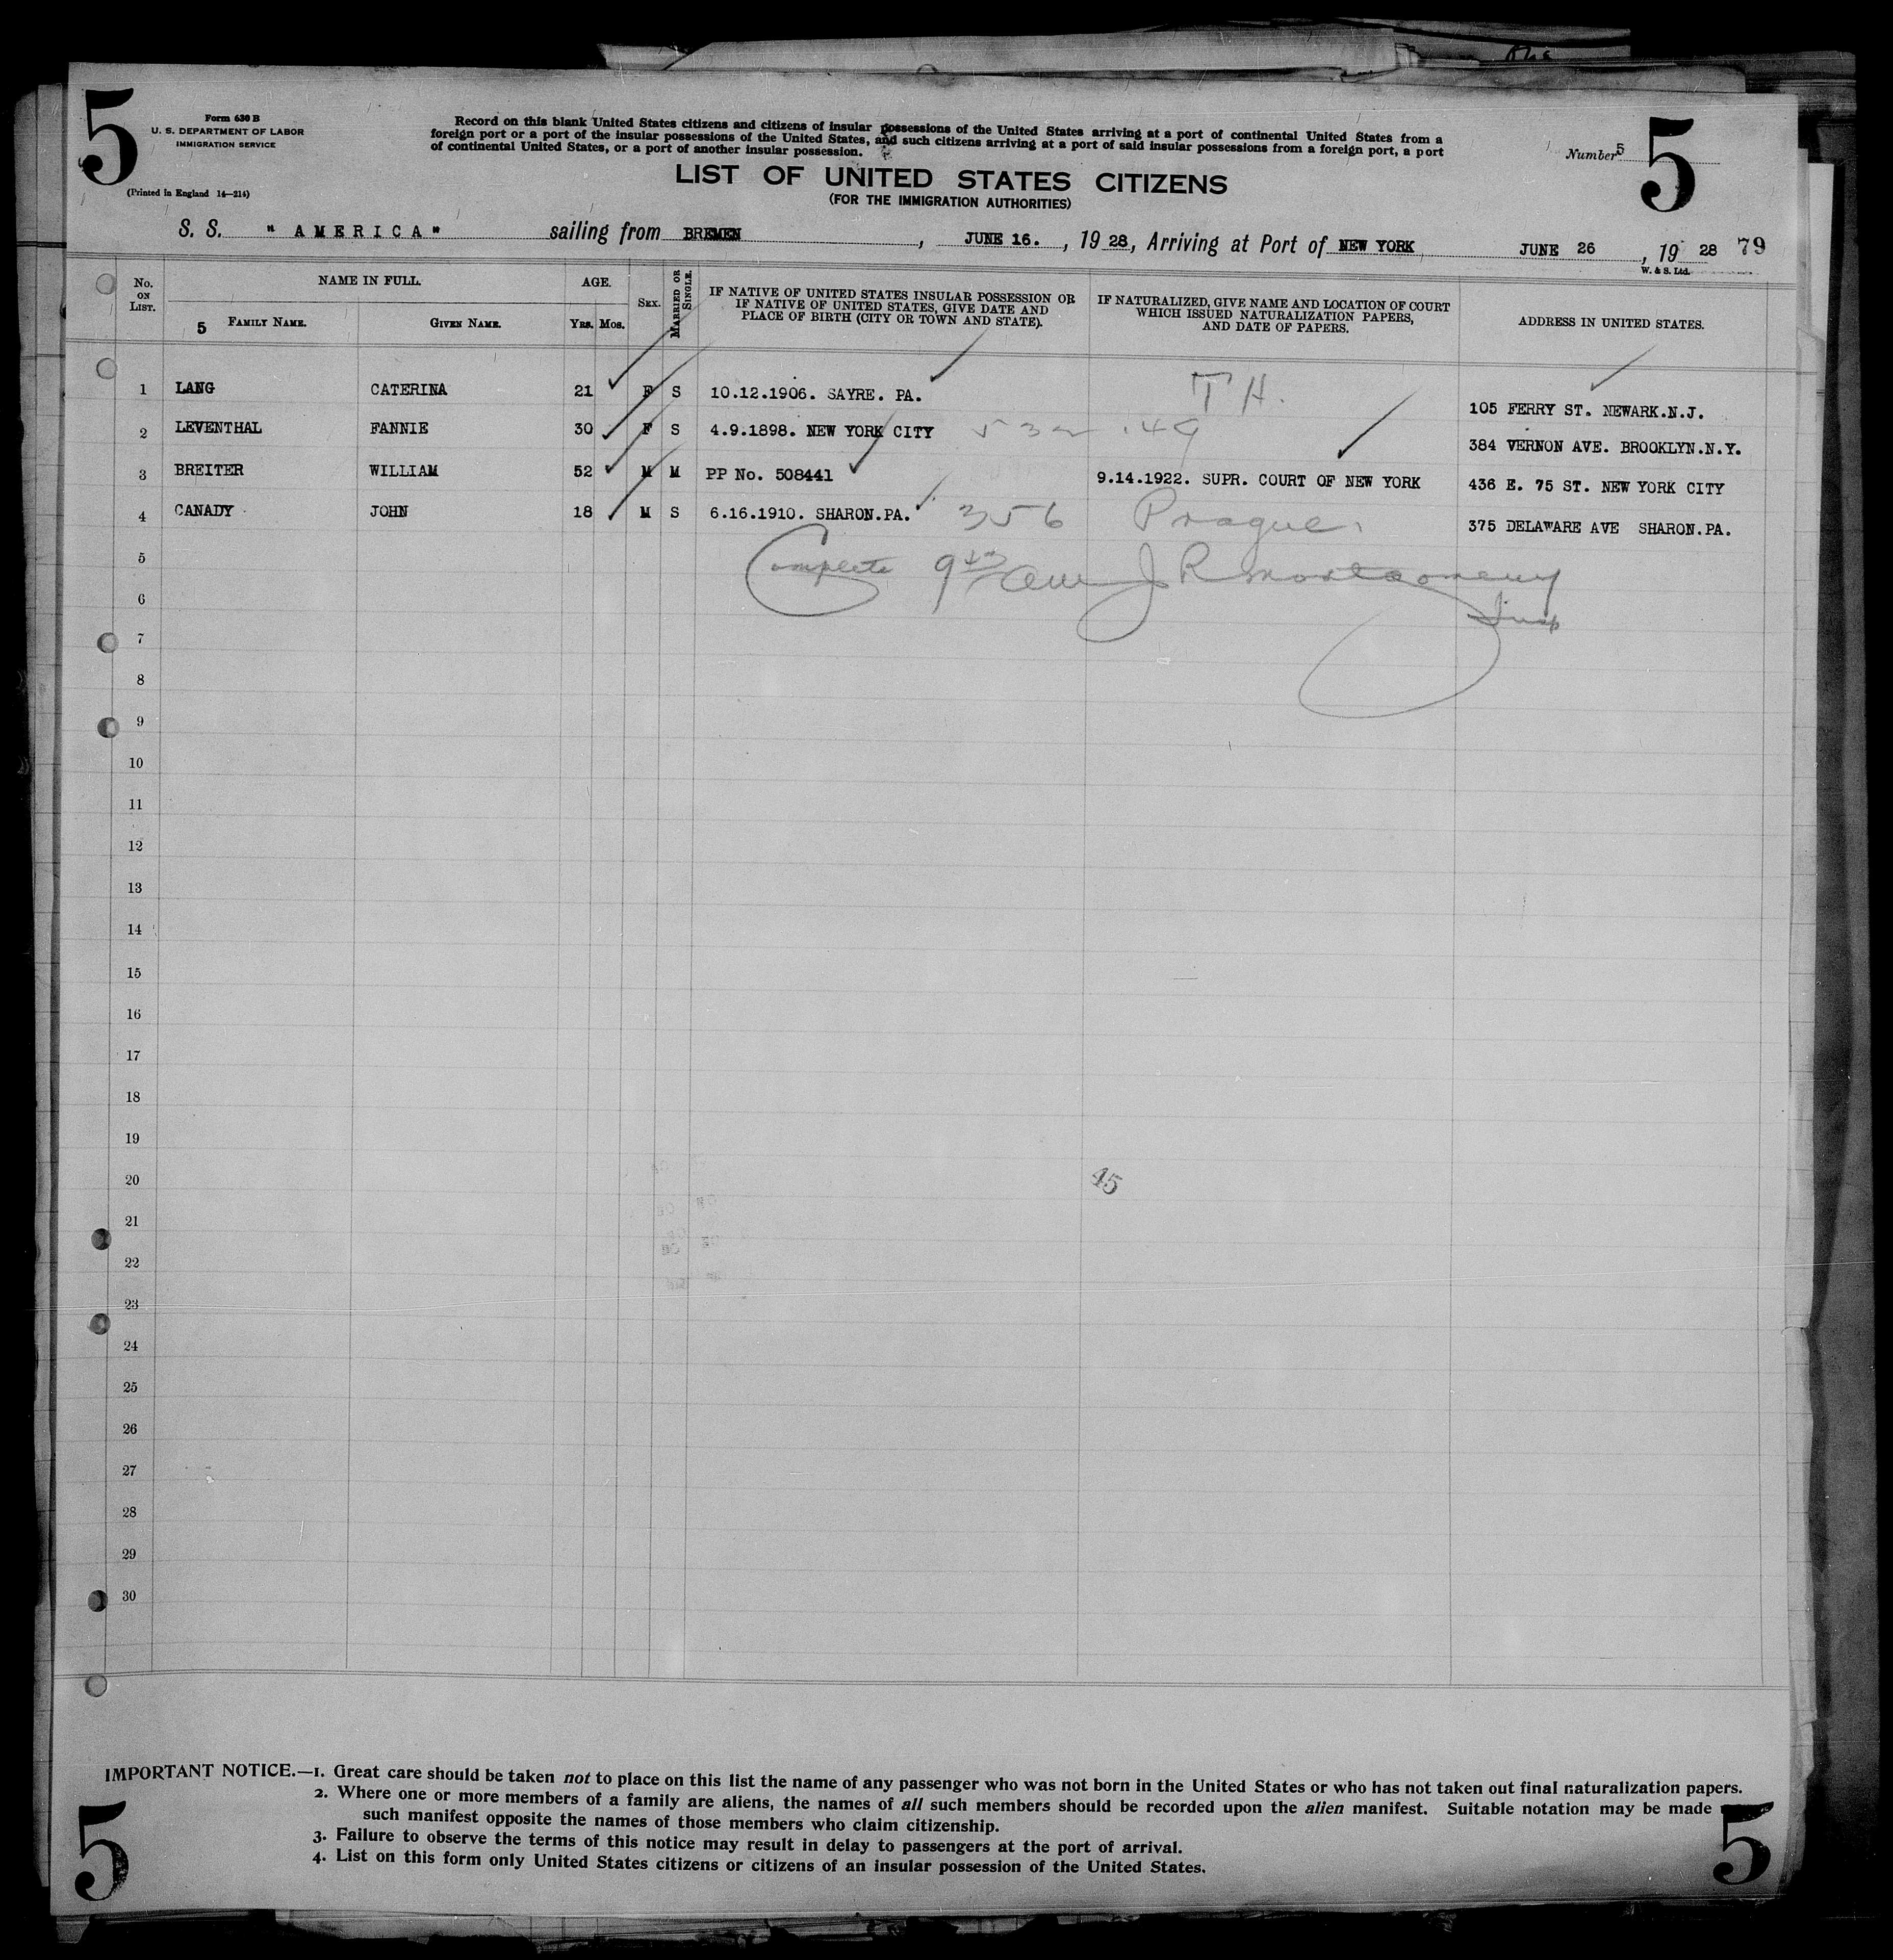 5
Form 630 B
U. S. DEPARTMENT OF LABOR
IMMIGRATION SERVICE
(Printed in England 14—214)
Record on this blank United States citizens and citizens of insular possessions of the United States arriving at a port of continental United States from a
foreign port or a port of the insular possessions of the United States, and such citizens arriving at a port of said insular possessions from a foreign port, a port
of continental United States, or a port of another insular possession.
Number 5
5
LIST OF UNITED STATES CITIZENS
(FOR THE IMMIGRATION AUTHORITIES)
S. S. "AMERICA" sailing from BREMEN, JUNE 16., 1928, Arriving at Port of NEW YORK JUNE 26, 1928 79
W. & S. Ltd.
No. ON LIST. NAME IN FULL. AGE. SEX. MARRIED OR SINGLE. IF NATIVE OF UNITED STATES INSULAR POSSESSION OR IF NATIVE OF UNITED STATES, GIVE DATE AND PLACE OF BIRTH (CITY OR TOWN AND STATE). IF NATURALIZED, GIVE NAME AND LOCATION OF COURT WHICH ISSUED NATURALIZATION PAPERS, AND DATE OF PAPERS. ADDRESS IN UNITED STATES.
5 FAMILY NAME. GIVEN NAME. YRS. MOS.
1 LANG CATERINA 21 F S 10.12.1906. SAYRE. PA. T H. 105 FERRY ST. NEWARK.N.J.
2 LEVENTHAL FANNIE 30 F S 4.9.1898. NEW YORK CITY 384 VERNON AVE. BROOKLYN.N.Y.
3 BREITER WILLIAM 52 M M PP No. 508441 9.14.1922. SUPR. COURT OF NEW YORK 436 E. 75 ST. NEW YORK CITY
4 CANADY JOHN 18 M S 6.16.1910. SHARON.PA. 356 Prague. 375 DELAWARE AVE SHARON.PA.
5 Complete J R Montgomery
6 Insp
7
8
9
10
11
12
13
14
15
16
17
18
19
20 45
21
22
23
24
25
26
27
28
29
30
IMPORTANT NOTICE.—1. Great care should be taken not to place on this list the name of any passenger who was not born in the United States or who has not taken out final naturalization papers.
2. Where one or more members of a family are aliens, the names of all such members should be recorded upon the alien manifest. Suitable notation may be made
such manifest opposite the names of those members who claim citizenship.
3. Failure to observe the terms of this notice may result in delay to passengers at the port of arrival.
4. List on this form only United States citizens or citizens of an insular possession of the United States.
5
5